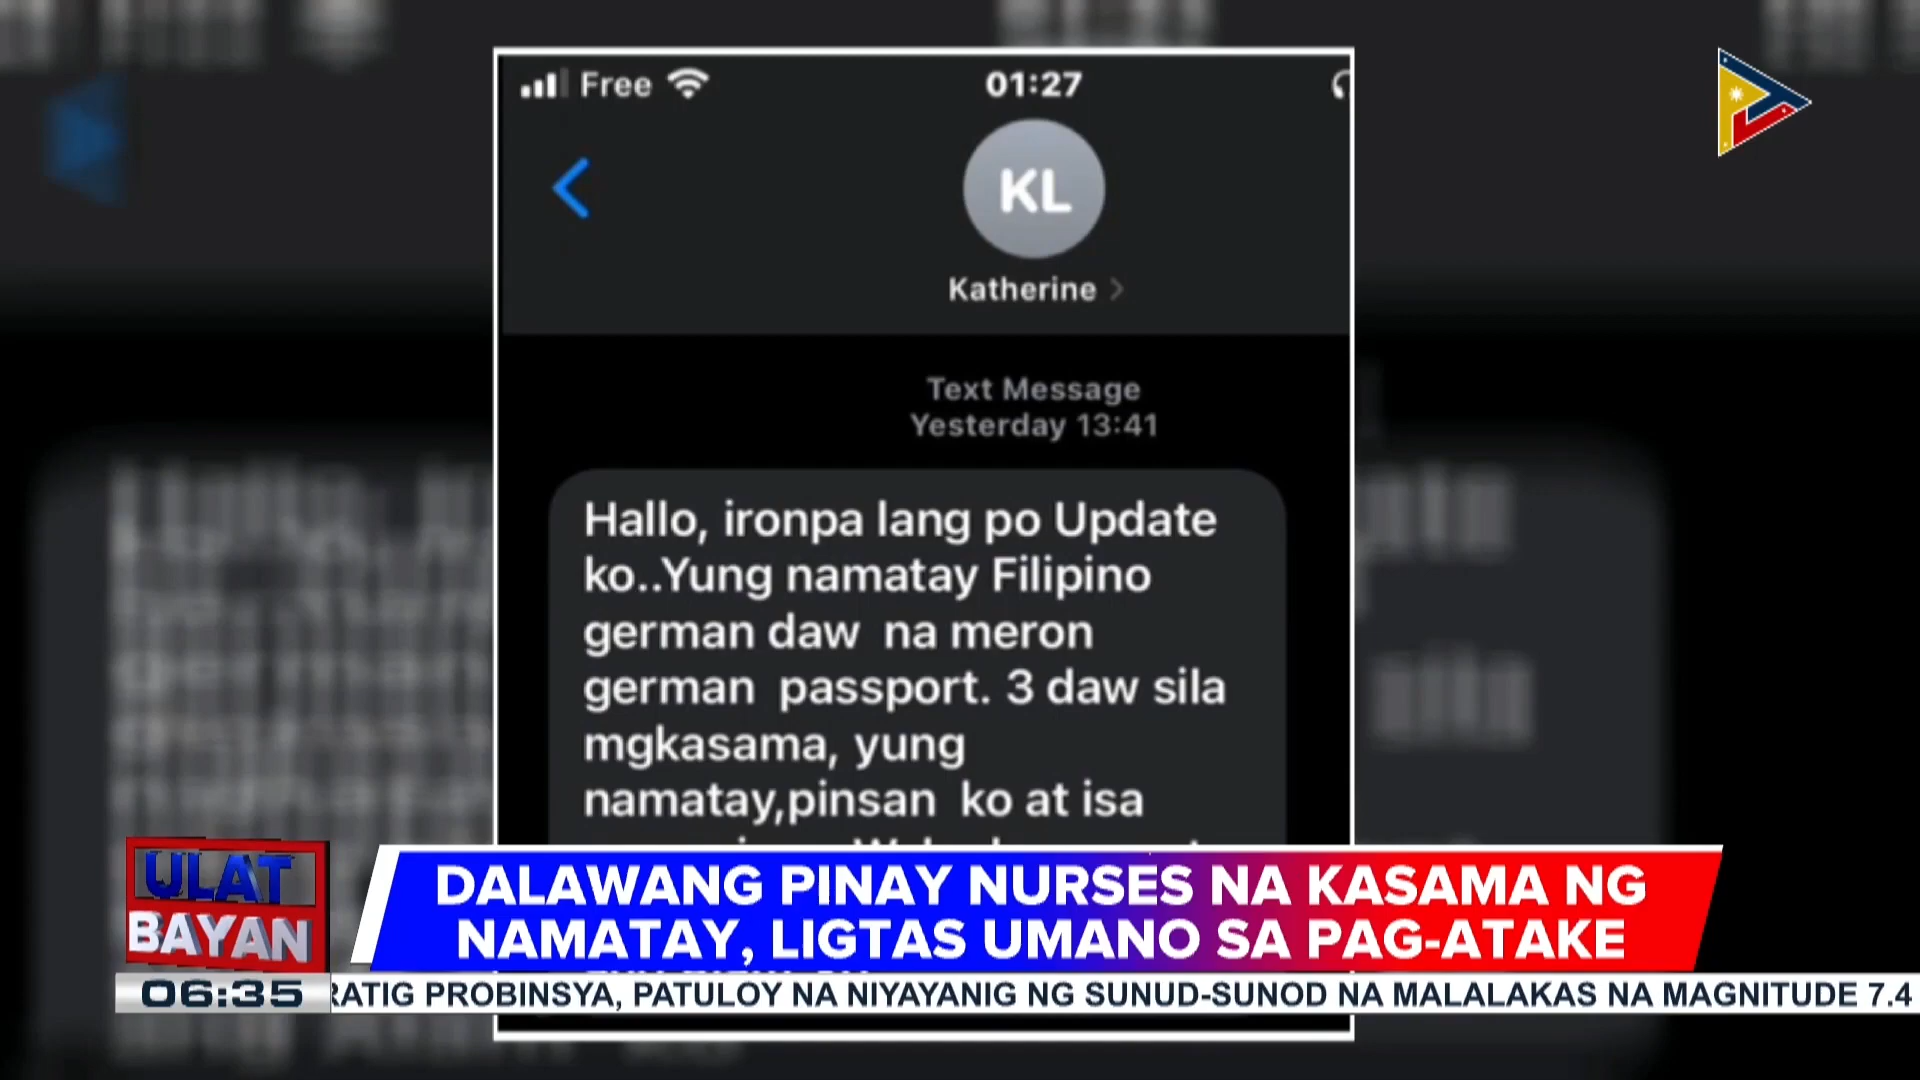 Free
01:27
KL
Katherine
Text Message
Yesterday 13:41
Hallo, ironpa lang po Update
ko..Yung namatay Filipino
german daw na meron
german passport. 3 daw sila
mgkasama, yung
namatay,pinsan ko at isa
ULAT
BAYAN
DALAWANG PINAY NURSES NA KASAMA NG
NAMATAY, LIGTAS UMANO SA PAG-ATAKE
06:35
PROBINSYA, PATULOY NA NIYAYANIG NG SUNUD-SUNOD NA MALALAKAS NA MAGNITUDE 7.4